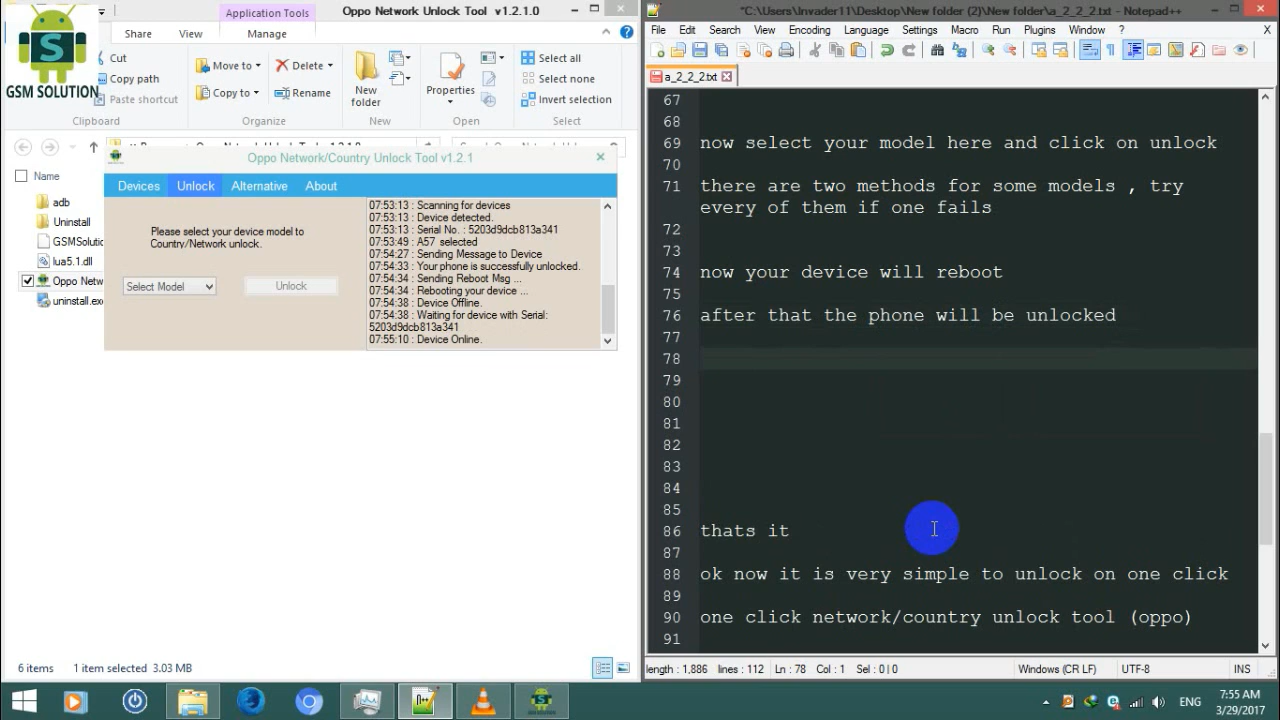 Application Tools
Oppo Network Unlock Tool v1.2.1.0
Share
View
Manage
S
GSM SOLUTION
Cut
Copy path
Paste shortcut
Clipboard
Move to
Copy to
Delete
Rename
Organize
New
folder
New
Properties
Open
Select all
Select none
Invert selection
Select
Name
adb
Uninstall
GSMSolutio
lua5.1.dll
Oppo Netw
uninstall.exe
Oppo Network/Country Unlock Tool v1.2.1
Devices
Unlock
Alternative
About
Please select your device model to
Country/Network unlock.
Select Model
Unlock
07:53:13 : Scanning for devices
07:53:13 : Device detected.
07:53:13 : Serial No. : 5203d9dcb813a341
07:53:49 : A57 selected
07:54:27 : Sending Message to Device
07:54:33 : Your phone is successfully unlocked.
07:54:34 : Sending Reboot Msg ...
07:54:34 : Rebooting your device ...
07:54:38 : Device Offline.
07:54:38 : Waiting for device with Serial:
5203d9dcb813a341
07:55:10 : Device Online.
6 items
1 item selected 3.03 MB
*C:\Users\Invader11\Desktop\New folder (2)\New folder\a_2_2_2.txt - Notepad++
File Edit Search View Encoding Language Settings Macro Run Plugins Window ? X
a_2_2_2.txt
67
68
69 now select your model here and click on unlock
70
71 there are two methods for some models , try
every of them if one fails
72
73
74 now your device will reboot
75
76 after that the phone will be unlocked
77
78
79
80
81
82
83
84
85
86 thats it
87
88 ok now it is very simple to unlock on one click
89
90 one click network/country unlock tool (oppo)
91
length : 1,886 lines : 112 Ln : 78 Col : 1 Sel : 0 | 0 Windows (CR LF) UTF-8 INS
ENG
7:55 AM
3/29/2017